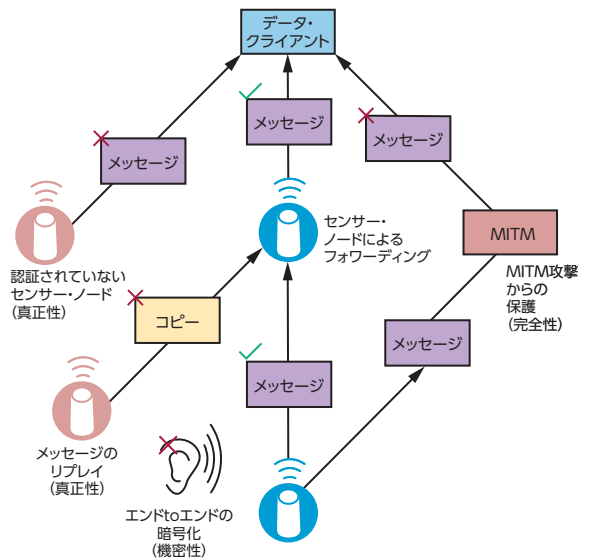 データ・
クライアント
メッセージ
メッセージ
メッセージ
センサー・
ノードによる
フォワーディング
MITM
認証されていない
センサー・ノード
(真正性)
MITM攻撃
からの
保護
(完全性)
コピー
メッセージ
メッセージ
メッセージの
リプレイ
(真正性)
エンドtoエンドの
暗号化
(機密性)